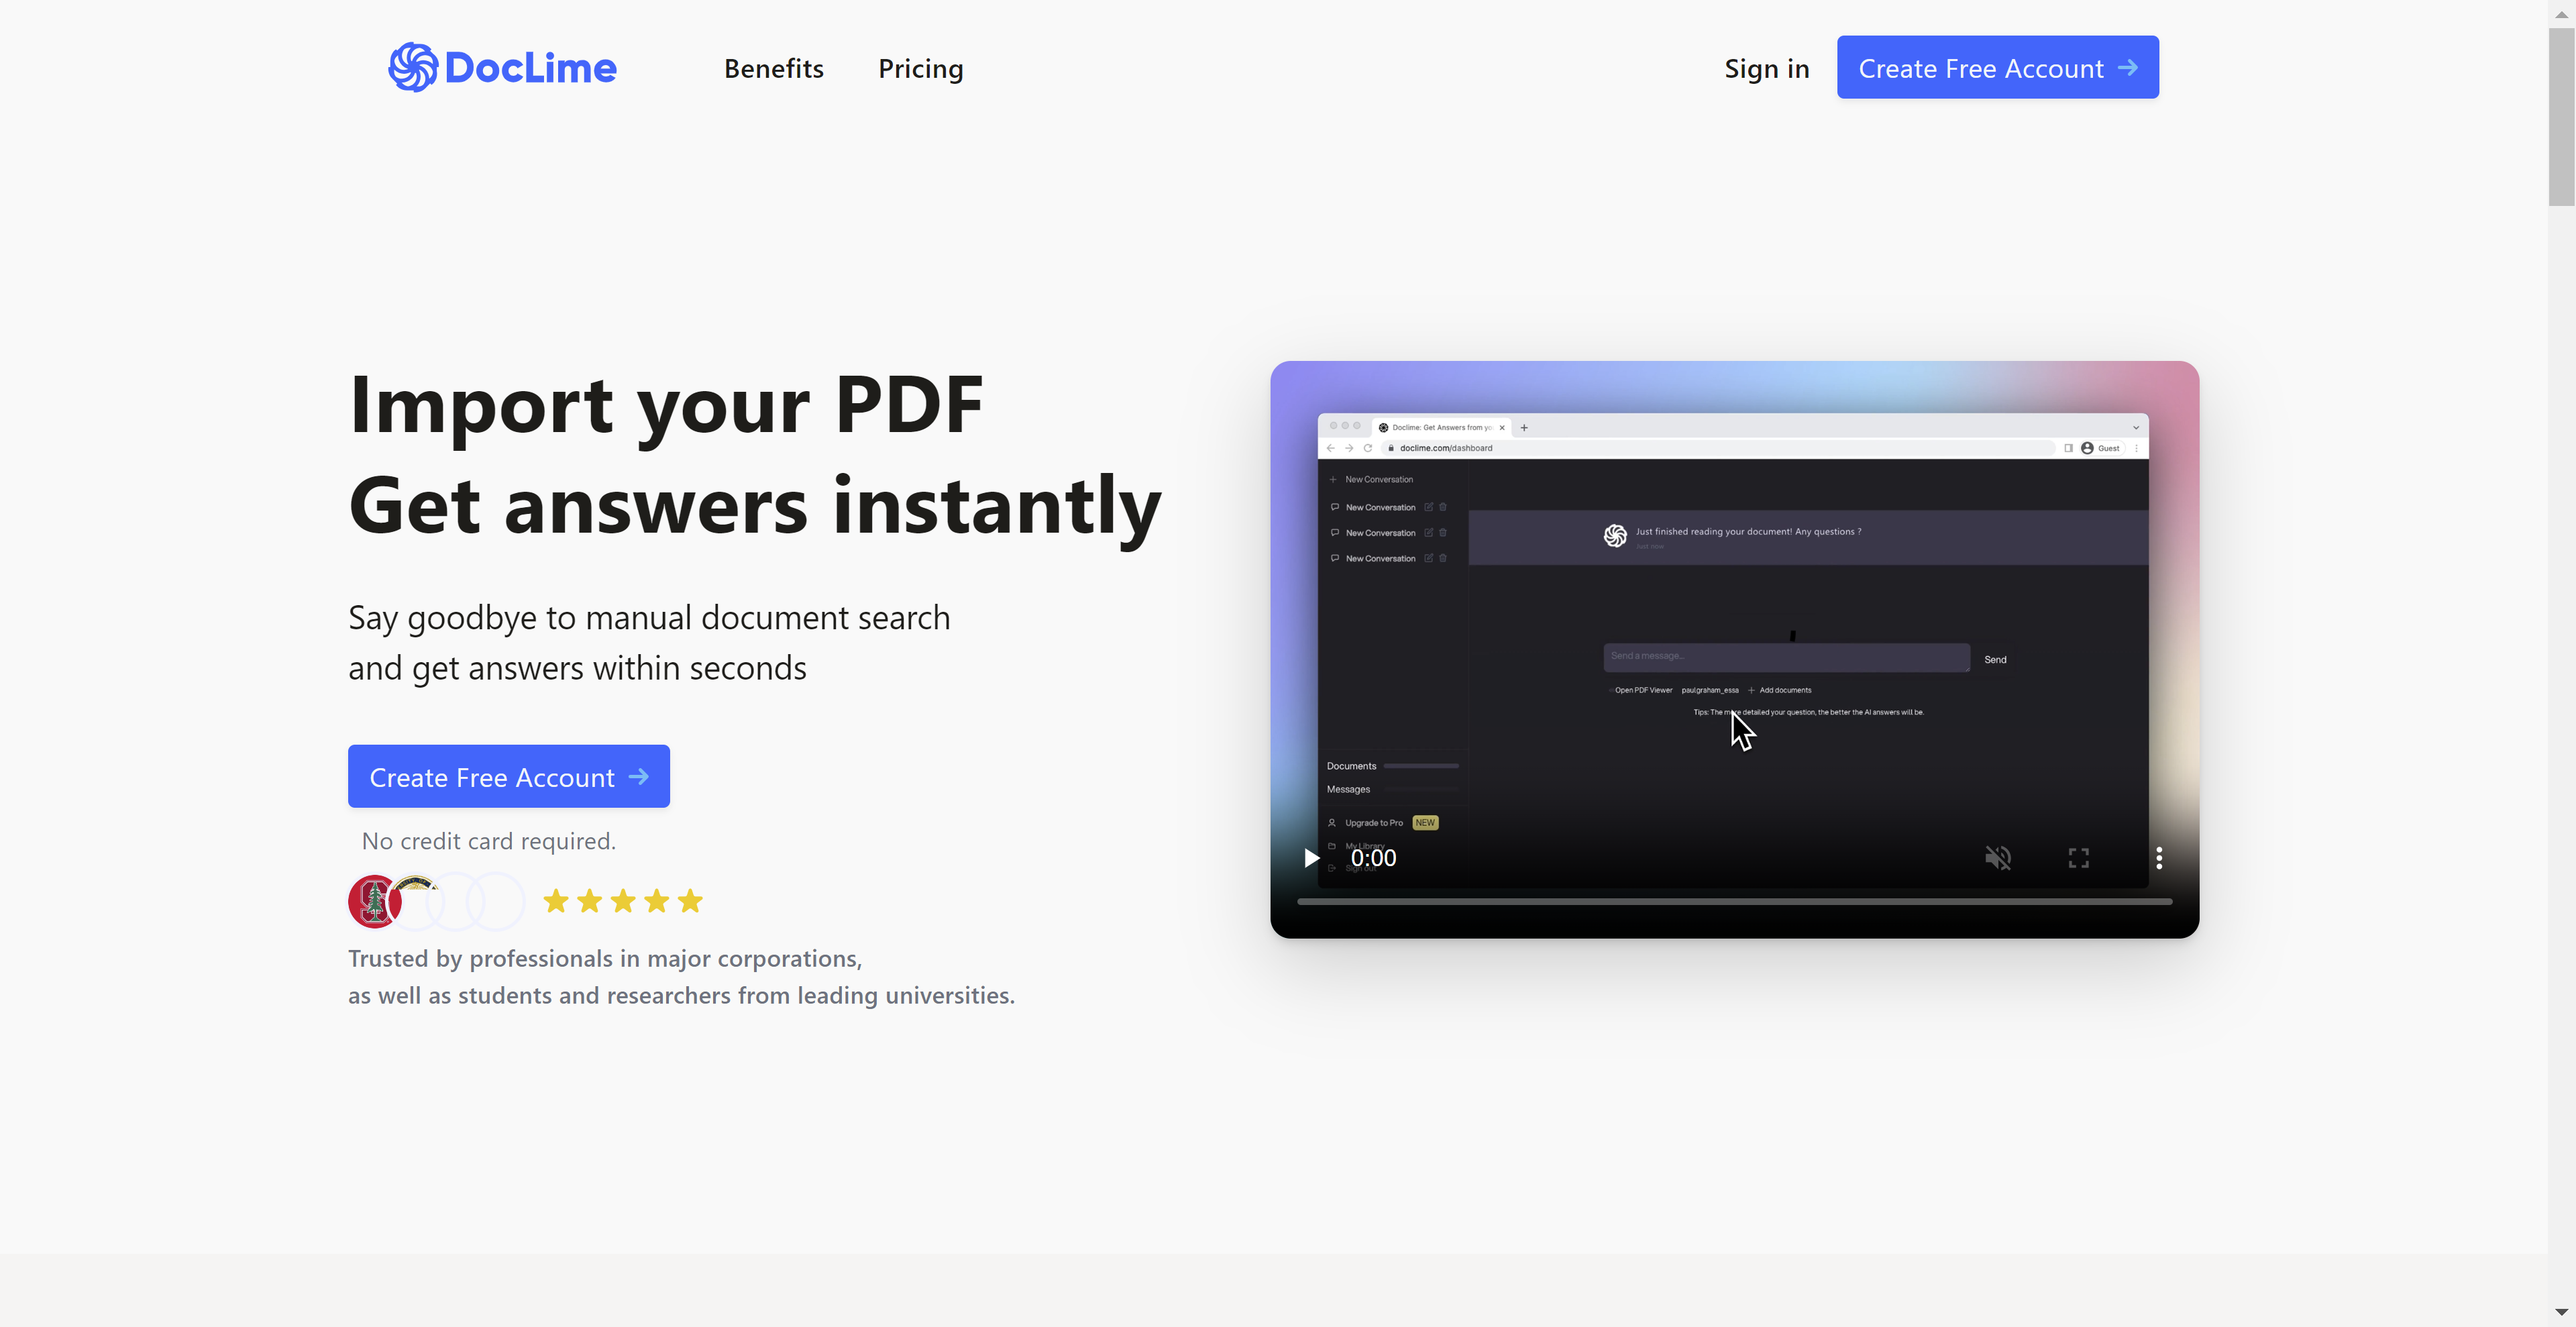 DocLime
Benefits
Pricing
Sign in
Create Free Account
Import your PDF
Get answers instantly
Say goodbye to manual document search
and get answers within seconds
Create Free Account
No credit card required.
Trusted by professionals in major corporations,
as well as students and researchers from leading universities.
Doclime: Get Answers from yo
doclime.com/dashboard
Guest
New Conversation
New Conversation
New Conversation
New Conversation
Just finished reading your document! Any questions ?
Just now
Send a message...
Send
Open PDF Viewer
paulgraham_essa
Add documents
Tips: The more detailed your question, the better the AI answers will be.
Documents
Messages
Upgrade to Pro
NEW
My Library
0:00
Sign out